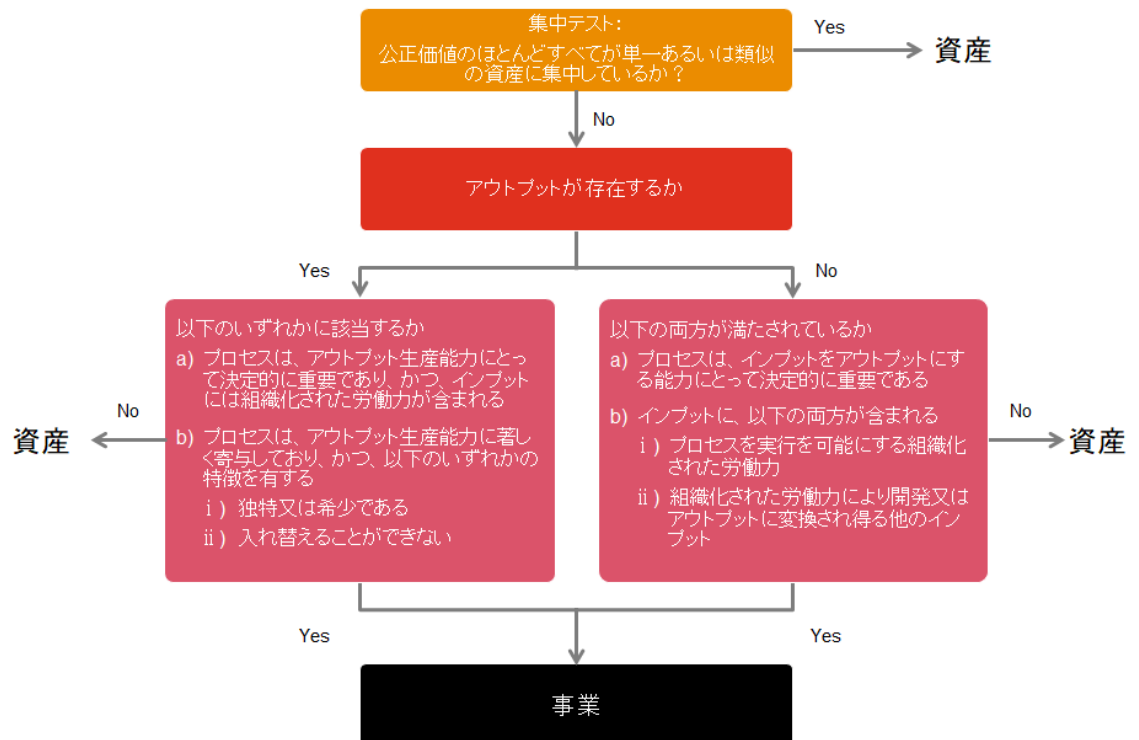 集中テスト:
公正価値のほとんどすべてが単一あるいは類似
の資産に集中しているか？
Yes
資産
No
アウトプットが存在するか
Yes
No
以下のいずれかに該当するか
a) プロセスは、アウトプット生産能力にとっ
て決定的に重要であり、かつ、インプット
には組織化された労働力が含まれる
b) プロセスは、アウトプット生産能力に著し
く寄与しており、かつ、以下のいずれかの
特徴を有する
ⅰ) 独特又は希少である
ⅱ) 入れ替えることができない
No
資産
以下の両方が満たされているか
a) プロセスは、インプットをアウトプットにす
る能力にとって決定的に重要である
b) インプットに、以下の両方が含まれる
ⅰ) プロセスを実行を可能にする組織化
された労働力
ⅱ) 組織化された労働力により開発又は
アウトプットに変換され得る他のイン
プット
No
資産
Yes
Yes
事業